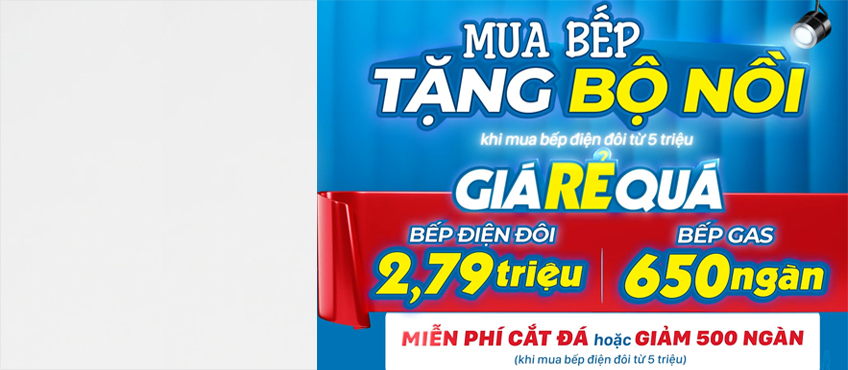 MUA BẾP
TẶNG BỘ NỒI
khi mua bếp điện đôi từ 5 triệu
GIÁ RẺ QUÁ
BẾP ĐIỆN ĐÔI
2,79 triệu
BẾP GAS
650 ngàn
MIỄN PHÍ CẮT ĐÁ hoặc GIẢM 500 NGÀN
(khi mua bếp điện đôi từ 5 triệu)